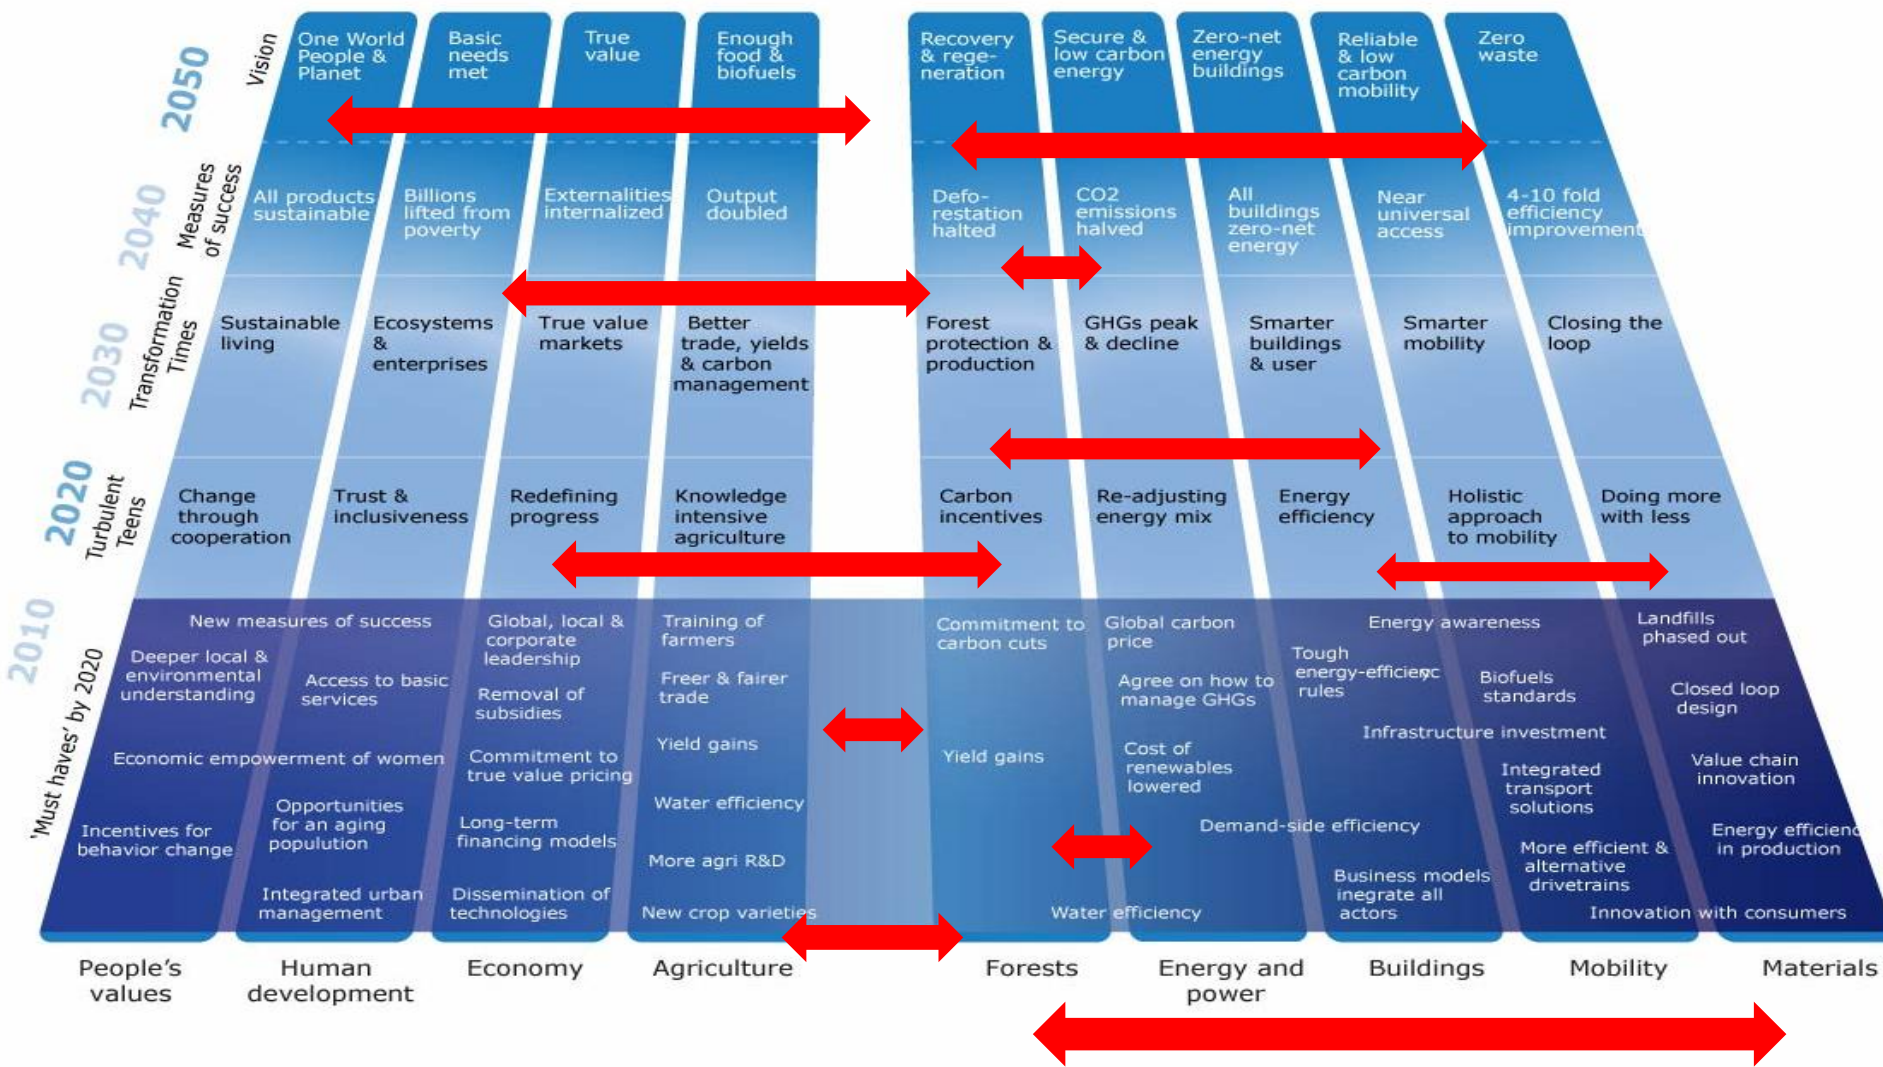 2050
Vision
One World
People &
Planet
Basic
needs
met
True
value
Enough
food &
biofuels
Recovery
& rege-
neration
Secure &
low carbon
energy
Zero-net
energy
buildings
Reliable
& low
carbon
mobility
Zero
waste
2040
Measures
of success
All products
sustainable
Billions
lifted from
poverty
Externalities
internalized
Output
doubled
Defo-
restation
halted
CO2
emissions
halved
All
buildings
zero-net
energy
Near
universal
access
4-10 fold
efficiency
improvement
2030
Transformation
Times
Sustainable
living
Ecosystems
&
enterprises
True value
markets
Better
trade, yields
& carbon
management
Forest
protection &
production
GHGs peak
& decline
Smarter
buildings
& user
Smarter
mobility
Closing the
loop
2020
Turbulent
Teens
Change
through
cooperation
Trust &
inclusiveness
Redefining
progress
Knowledge
intensive
agriculture
Carbon
incentives
Re-adjusting
energy mix
Energy
efficiency
Holistic
approach
to mobility
Doing more
with less
2010
'Must haves' by 2020
New measures of success
Deeper local &
environmental
understanding
Access to basic
services
Economic empowerment of women
Incentives for
behavior change
Opportunities
for an aging
populution
Integrated urban
management
Global, local &
corporate
leadership
Removal of
subsidies
Commitment to
true value pricing
Long-term
financing models
Dissemination of
technologies
Training of
farmers
Freer & fairer
trade
Yield gains
Water efficiency
More agri R&D
New crop varieties
Commitment to
carbon cuts
Yield gains
Water efficiency
Global carbon
price
Agree on how to
manage GHGs
Cost of
renewables
lowered
Demand-side efficiency
Energy awareness
Tough
energy-efficienc
rules
Infrastructure investment
Business models
inegrate all
actors
Biofuels
standards
Integrated
transport
solutions
More efficient &
alternative
drivetrains
Landfills
phased out
Closed loop
design
Value chain
innovation
Energy efficienc
in production
Innovation with consumers
People's
values
Human
development
Economy
Agriculture
Forests
Energy and
power
Buildings
Mobility
Materials